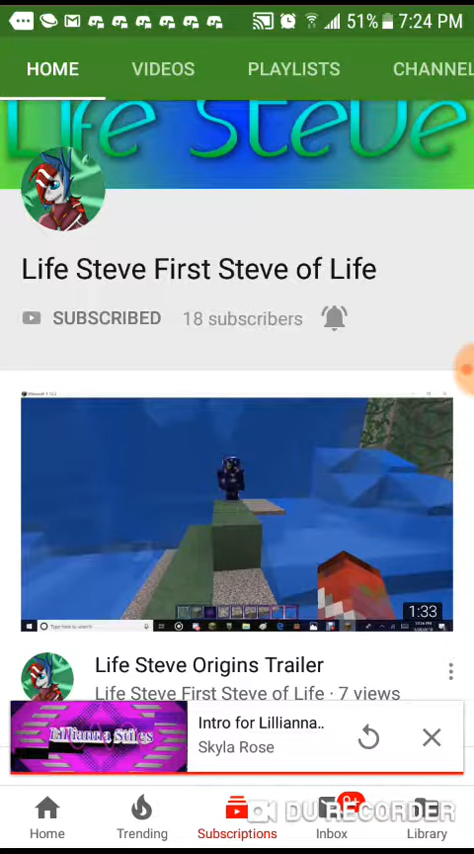 51% 7:24 PM
HOME VIDEOS PLAYLISTS CHANNEL
Life Steve
Life Steve First Steve of Life
SUBSCRIBED 18 subscribers
1:33
Life Steve Origins Trailer
Life Steve First Steve of Life · 7 views
Lillianna Stiles
Intro for Lillianna..
Skyla Rose
DU RECORDER
Home Trending Subscriptions Inbox Library